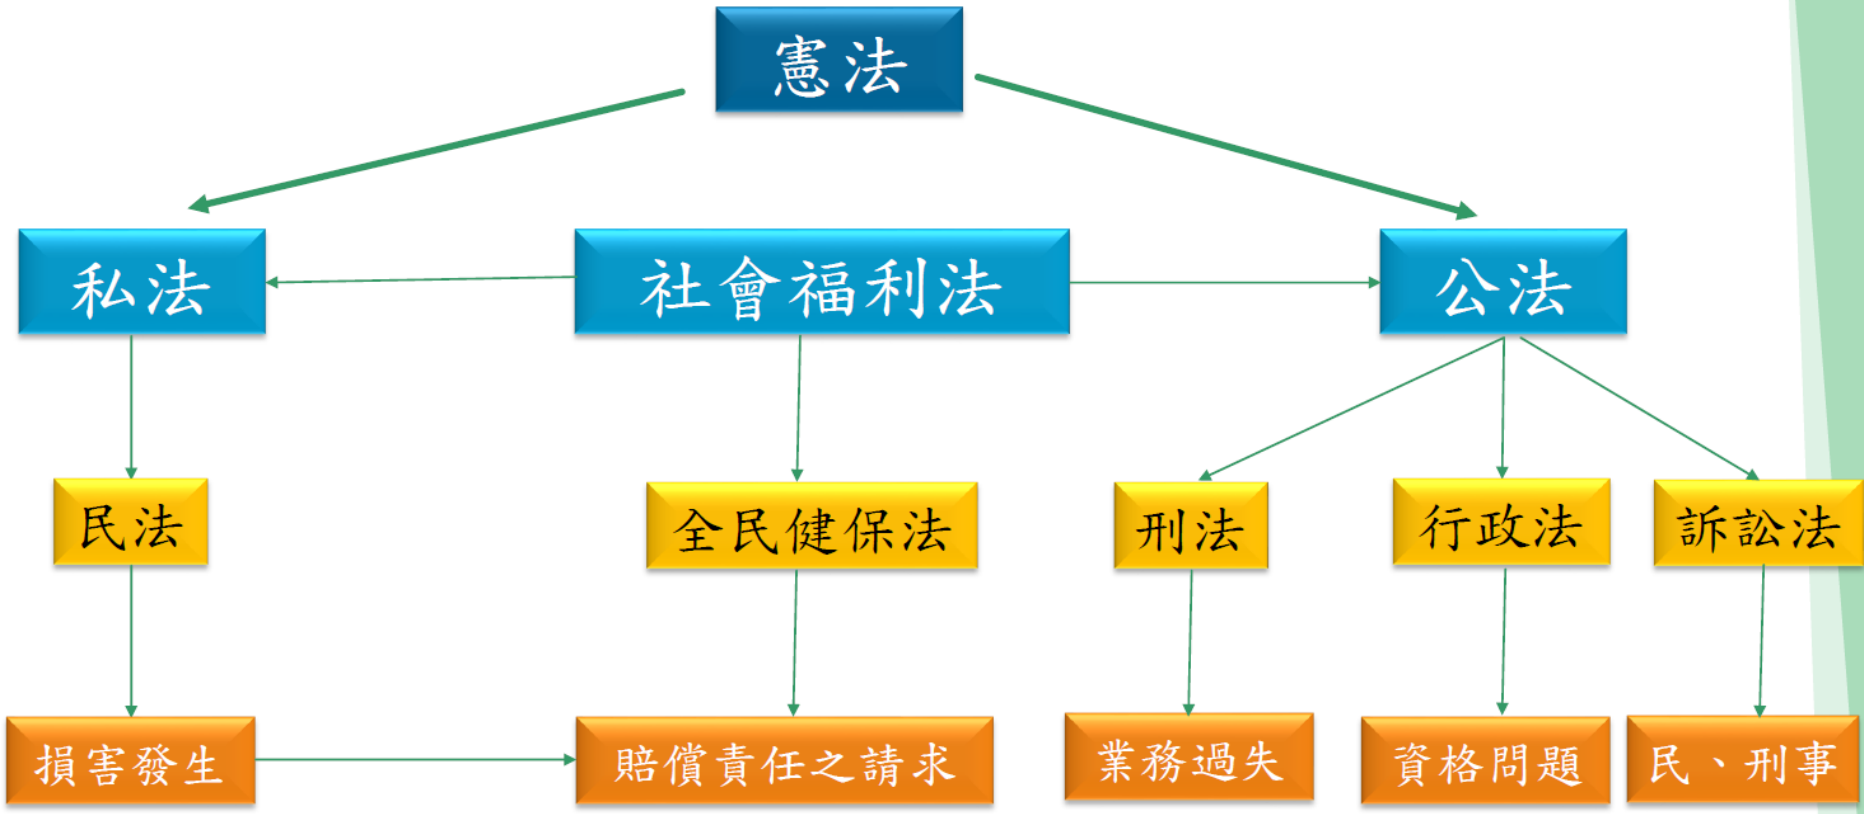 憲法
私法
社會福利法
公法
民法
全民健保法
刑法
行政法
訴訟法
損害發生
賠償責任之請求
業務過失
資格問題
民、刑事